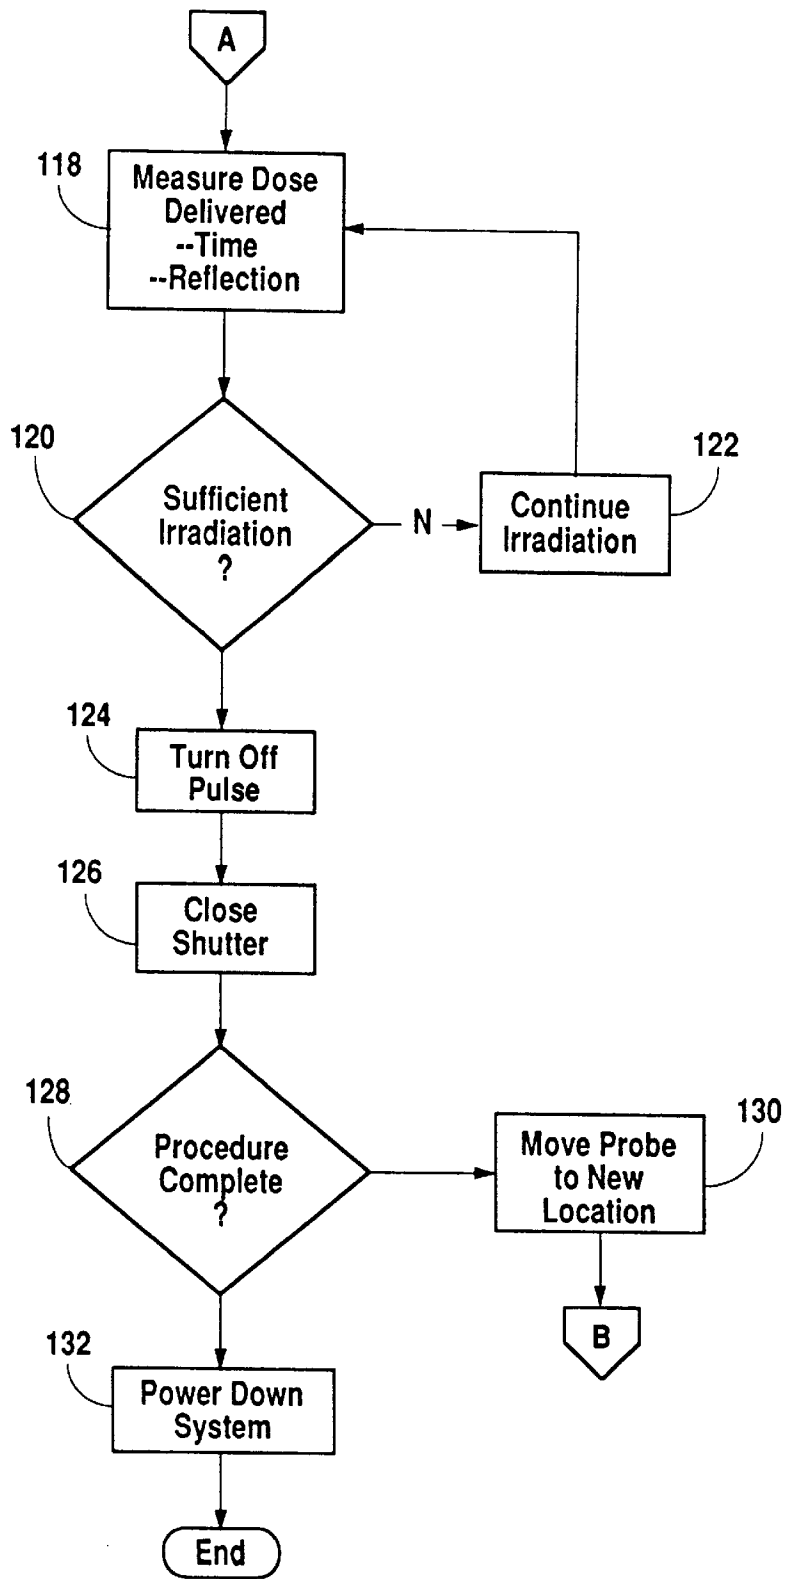 A
118
Measure Dose
Delivered
--Time
--Reflection
120
Sufficient
Irradiation
?
N
122
Continue
Irradiation
124
Turn Off
Pulse
126
Close
Shutter
128
Procedure
Complete
?
130
Move Probe
to New
Location
B
132
Power Down
System
End